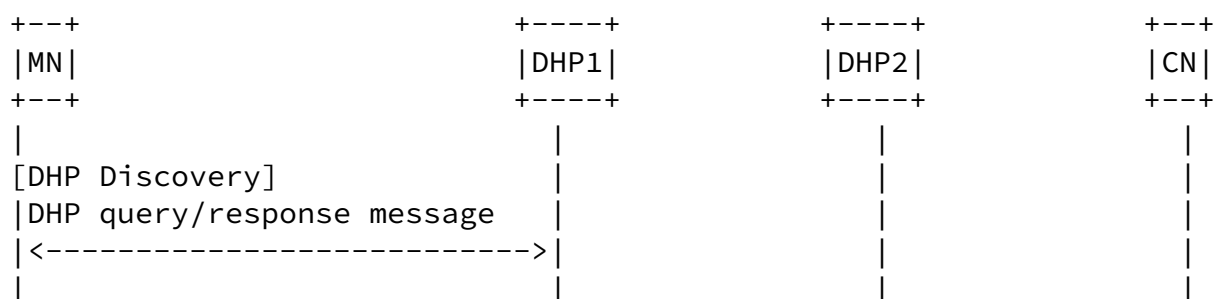 +--+                        +----+           +----+            +--+
|MN|                        |DHP1|           |DHP2|            |CN|
+--+                        +----+           +----+            +--+
|                             |                 |                |
[DHP Discovery]               |                 |                |
|DHP query/response message   |                 |                |
|<--------------------------->|                 |                |
|                             |                 |                |